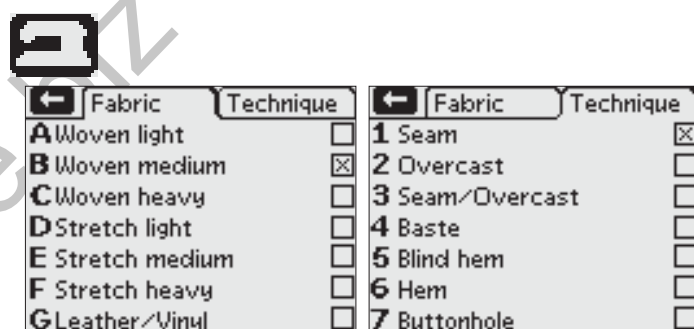 Fabric Technique
A Woven light
B Woven medium
C Woven heavy
D Stretch light
E Stretch medium
F Stretch heavy
G Leather/Vinyl
Fabric Technique
1 Seam
2 Overcast
3 Seam/Overcast
4 Baste
5 Blind hem
6 Hem
7 Buttonhole